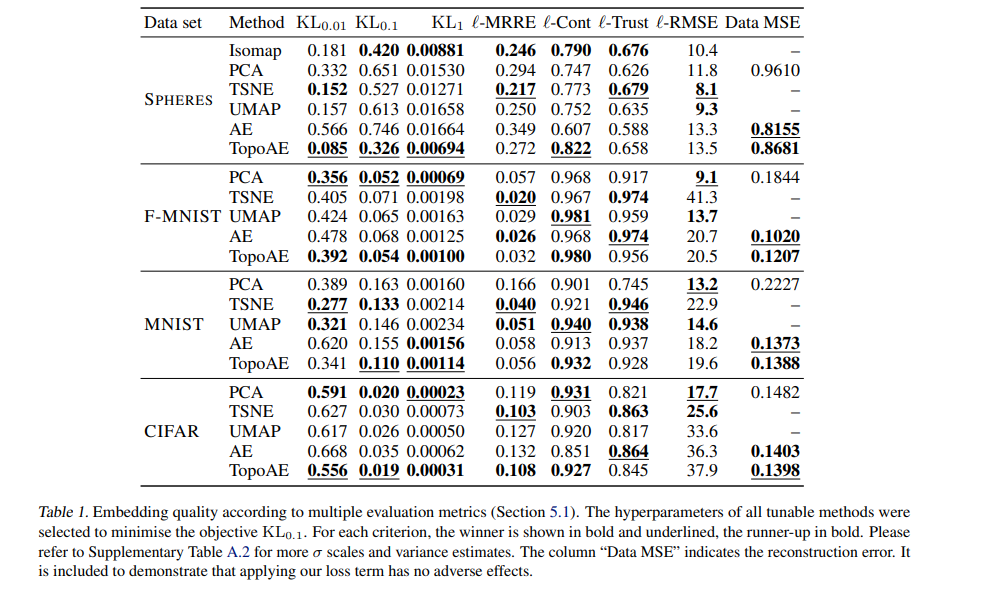 Data set Method KL0.01 KL0.1 KL1 ℓ-MRRE ℓ-Cont ℓ-Trust ℓ-RMSE Data MSE
Isomap 0.181 0.420 0.00881 0.246 0.790 0.676 10.4 –
PCA 0.332 0.651 0.01530 0.294 0.747 0.626 11.8 0.9610
TSNE 0.152 0.527 0.01271 0.217 0.773 0.679 8.1 –
SPHERES
UMAP 0.157 0.613 0.01658 0.250 0.752 0.635 9.3 –
AE 0.566 0.746 0.01664 0.349 0.607 0.588 13.3 0.8155
TopoAE 0.085 0.326 0.00694 0.272 0.822 0.658 13.5 0.8681
PCA 0.356 0.052 0.00069 0.057 0.968 0.917 9.1 0.1844
TSNE 0.405 0.071 0.00198 0.020 0.967 0.974 41.3 –
F-MNIST UMAP 0.424 0.065 0.00163 0.029 0.981 0.959 13.7 –
AE 0.478 0.068 0.00125 0.026 0.968 0.974 20.7 0.1020
TopoAE 0.392 0.054 0.00100 0.032 0.980 0.956 20.5 0.1207
PCA 0.389 0.163 0.00160 0.166 0.901 0.745 13.2 0.2227
TSNE 0.277 0.133 0.00214 0.040 0.921 0.946 22.9 –
MNIST UMAP 0.321 0.146 0.00234 0.051 0.940 0.938 14.6 –
AE 0.620 0.155 0.00156 0.058 0.913 0.937 18.2 0.1373
TopoAE 0.341 0.110 0.00114 0.056 0.932 0.928 19.6 0.1388
PCA 0.591 0.020 0.00023 0.119 0.931 0.821 17.7 0.1482
TSNE 0.627 0.030 0.00073 0.103 0.903 0.863 25.6 –
CIFAR UMAP 0.617 0.026 0.00050 0.127 0.920 0.817 33.6 –
AE 0.668 0.035 0.00062 0.132 0.851 0.864 36.3 0.1403
TopoAE 0.556 0.019 0.00031 0.108 0.927 0.845 37.9 0.1398
Table 1. Embedding quality according to multiple evaluation metrics (Section 5.1). The hyperparameters of all tunable methods were
selected to minimise the objective KL0.1. For each criterion, the winner is shown in bold and underlined, the runner-up in bold. Please
refer to Supplementary Table A.2 for more σ scales and variance estimates. The column “Data MSE” indicates the reconstruction error. It
is included to demonstrate that applying our loss term has no adverse effects.